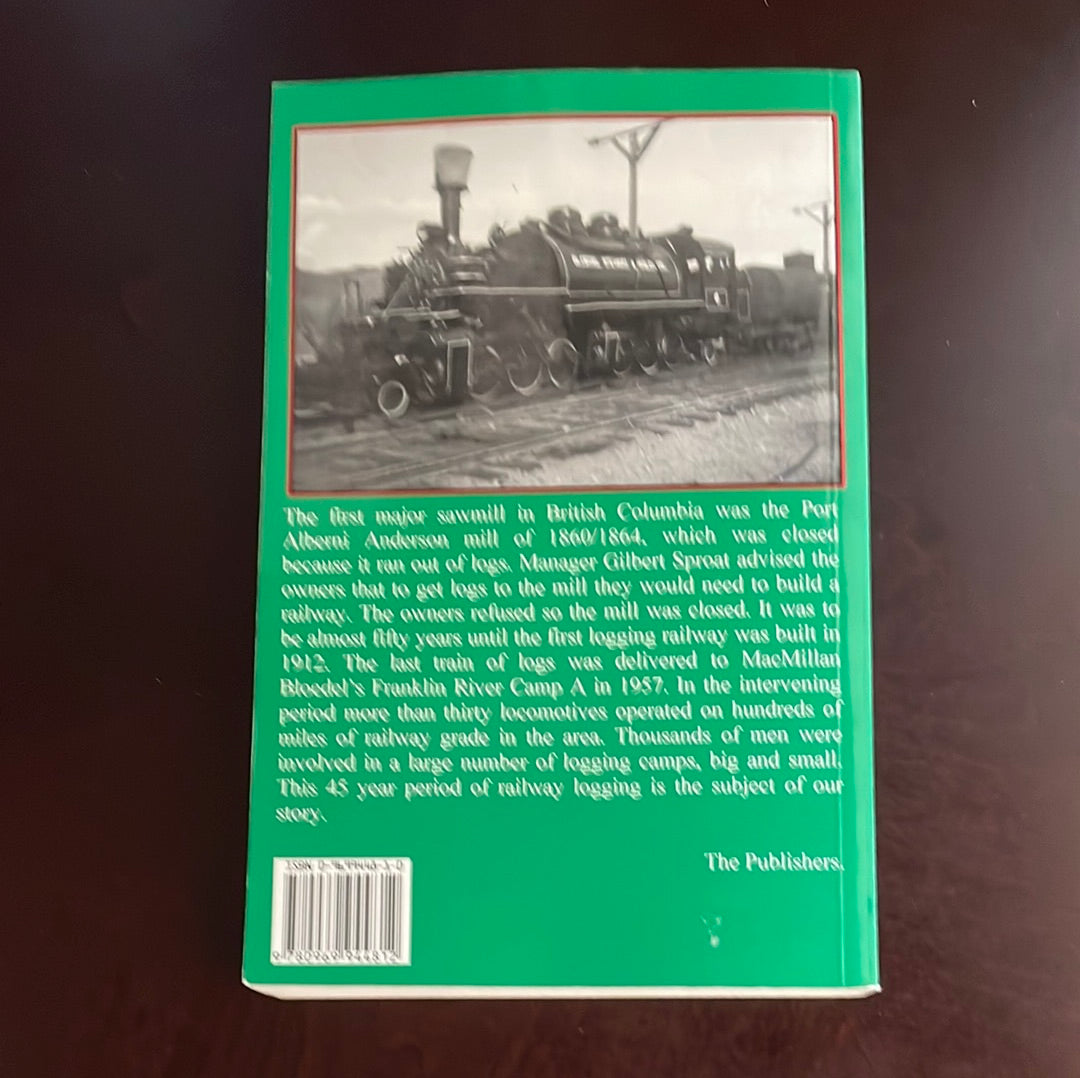 The first major sawmill in British Columbia was the Port
Alberni Anderson mill of 1860/1864, which was closed
because it ran out of logs. Manager Gilbert Sproat advised the
owners that to get logs to the mill they would need to build a
railway. The owners refused so the mill was closed. It was to
be almost fifty years until the first logging railway was built in
1912. The last train of logs was delivered to MacMillan
Bloedel's Franklin River Camp A in 1957. In the intervening
period more than thirty locomotives operated on hundreds of
miles of railway grade in the area. Thousands of men were
involved in a large number of logging camps, big and small.
This 45 year period of railway logging is the subject of our
story.
The Publishers.
ISBN
9 780969 944812